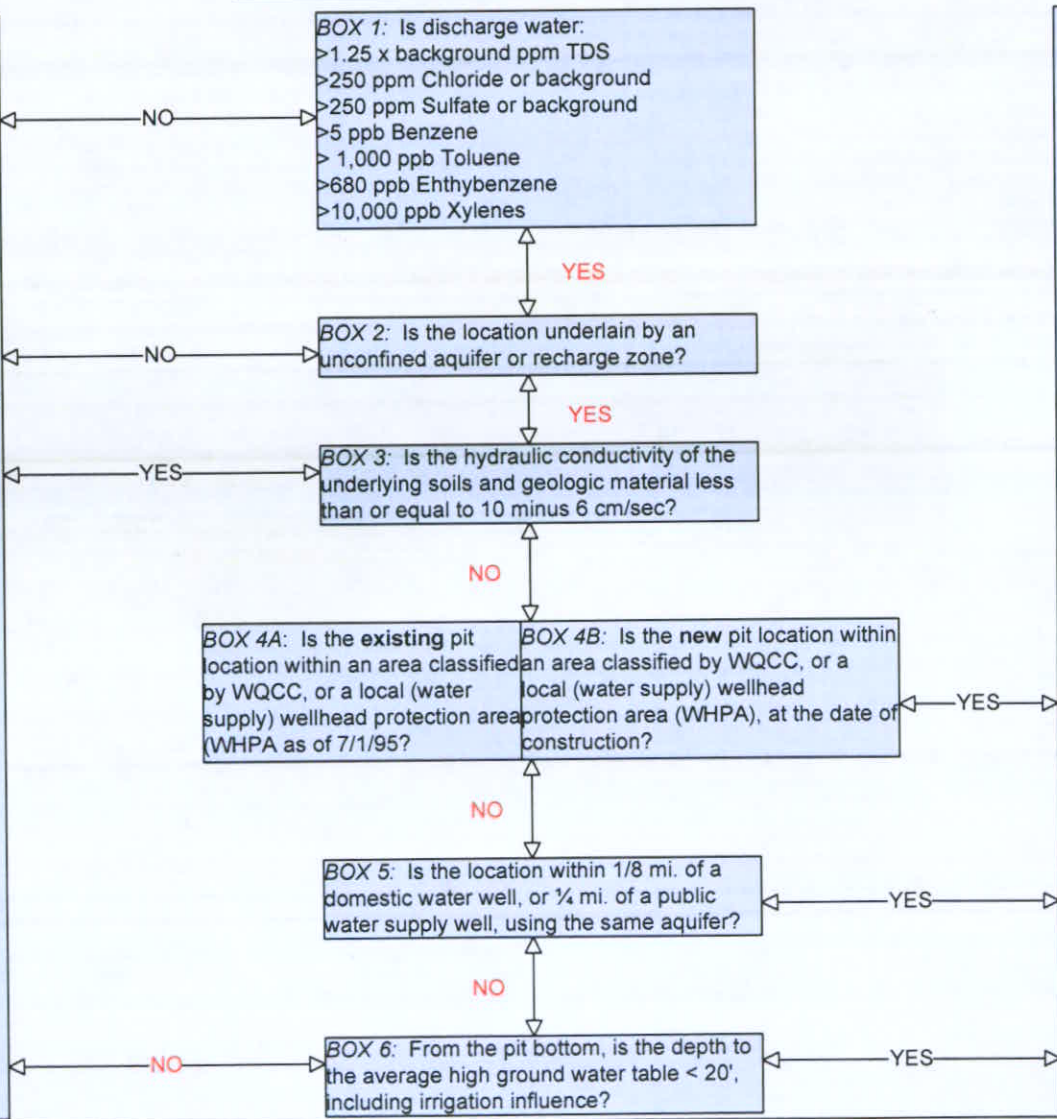 BOX 1: Is discharge water:
>1.25 x background ppm TDS
>250 ppm Chloride or background
>250 ppm Sulfate or background
>5 ppb Benzene
> 1,000 ppb Toluene
>680 ppb Ehthybenzene
>10,000 ppb Xylenes
NO
YES
BOX 2: Is the location underlain by an
unconfined aquifer or recharge zone?
NO
YES
BOX 3: Is the hydraulic conductivity of the
underlying soils and geologic material less
than or equal to 10 minus 6 cm/sec?
YES
NO
BOX 4A: Is the existing pit
location within an area classified
by WQCC, or a local (water
supply) wellhead protection area
(WHPA as of 7/1/95?
BOX 4B: Is the new pit location within
an area classified by WQCC, or a
local (water supply) wellhead
protection area (WHPA), at the date of
construction?
YES
NO
BOX 5: Is the location within 1/8 mi. of a
domestic water well, or ¼ mi. of a public
water supply well, using the same aquifer?
YES
NO
BOX 6: From the pit bottom, is the depth to
the average high ground water table < 20',
including irrigation influence?
NO
YES